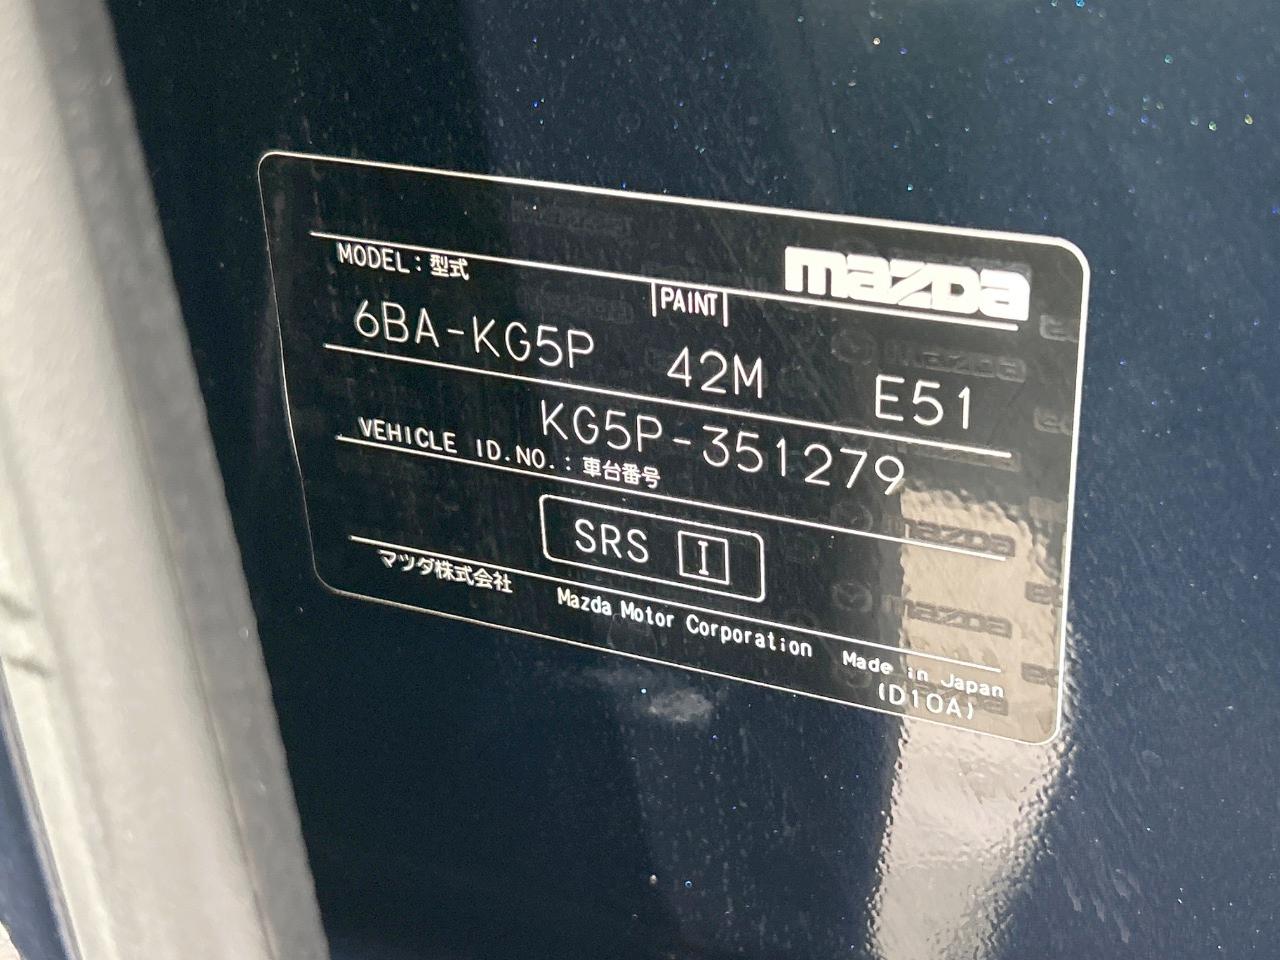 mazda
MODEL:型式
PAINT
6BA-KG5P 42M E51
KG5P-351279
VEHICLE ID.NO.:車台番号
SRS I
マツダ株式会社 Mazda Motor Corporation Made in Japan
(D10A)